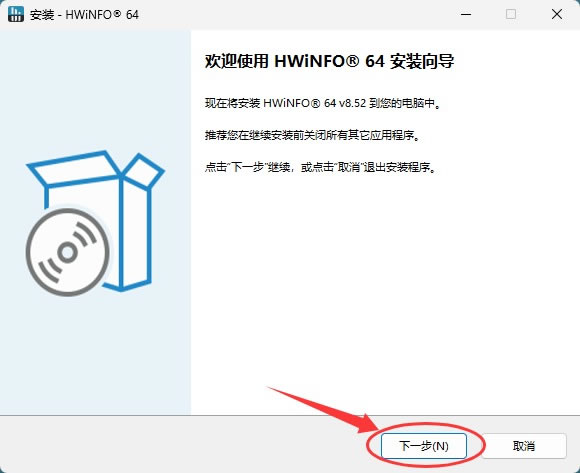 安装 - HWiNFO® 64
欢迎使用 HWiNFO® 64 安装向导
现在将安装 HWiNFO® 64 v8.52 到您的电脑中。
推荐您在继续安装前关闭所有其它应用程序。
点击“下一步”继续，或点击“取消”退出安装程序。
下一步(N)
取消